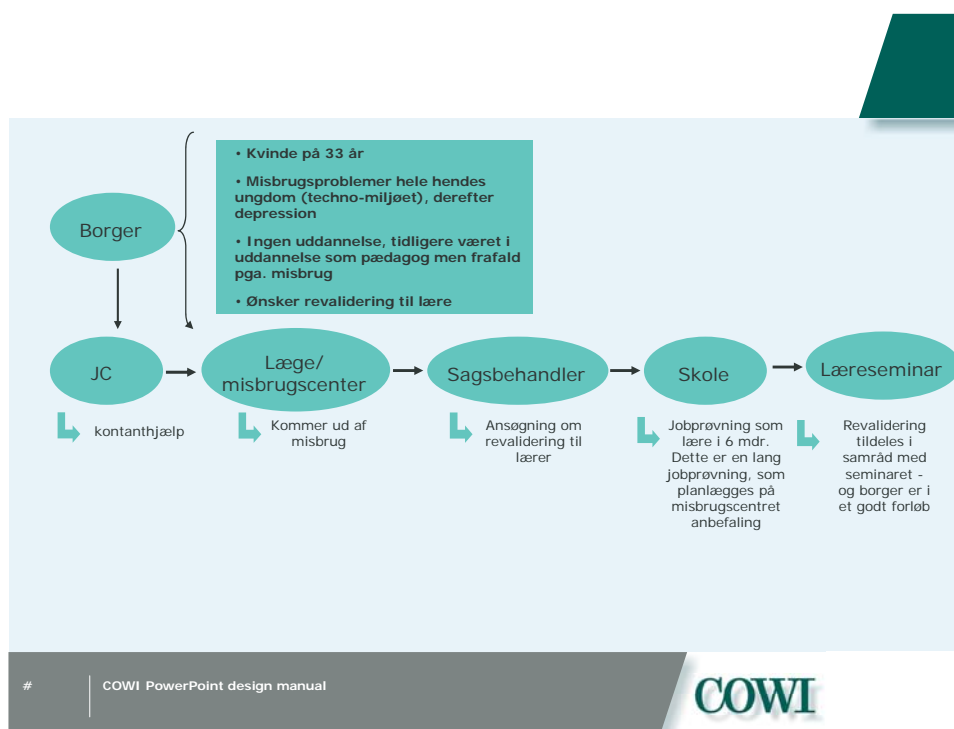 • Kvinde på 33 år
• Misbrugsproblemer hele hendes
ungdom (techno-miljøet), derefter
depression
• Ingen uddannelse, tidligere været i
uddannelse som pædagog men frafald
pga. misbrug
• Ønsker revalidering til lære
Borger
JC
Læge/
misbrugscenter
Sagsbehandler
Skole
Læreseminar
kontanthjælp
Kommer ud af
misbrug
Ansøgning om
revalidering til
lærer
Jobprøvning som
lære i 6 mdr.
Dette er en lang
jobprøvning, som
planlægges på
misbrugscentret
anbefaling
Revalidering
tildeles i
samråd med
seminaret -
og borger er i
et godt forløb
#
COWI PowerPoint design manual
COWI